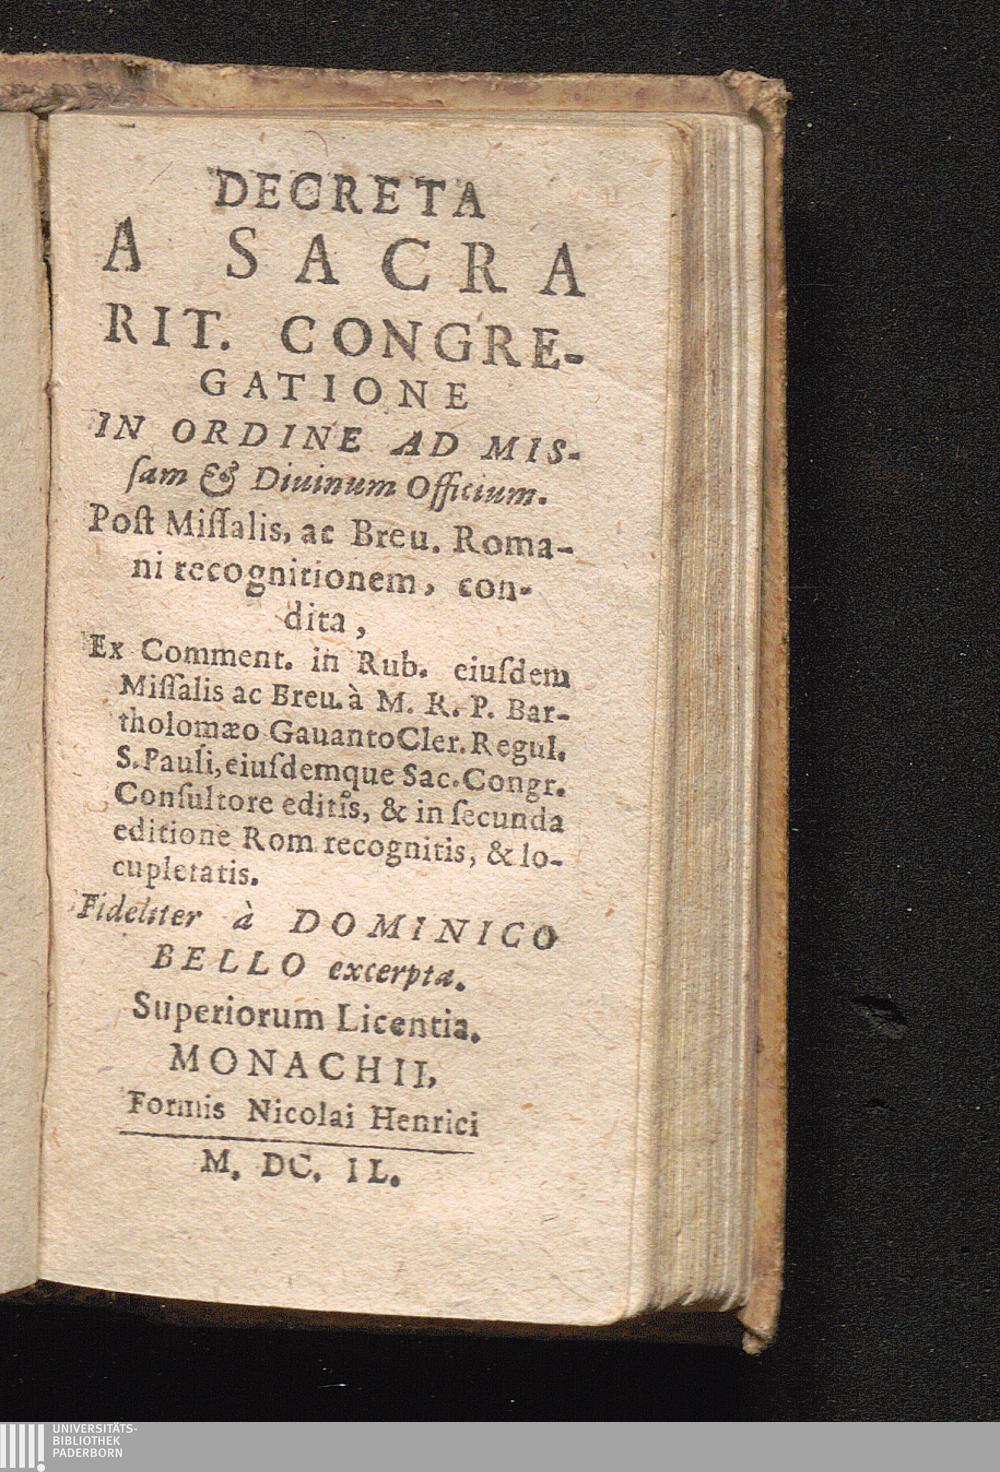 DECRETA
A SACRA
RIT. CONGRE-
GATIONE
IN ORDINE AD MIS-
ſam & Diuinum Officium.
Poſt Miſſalis, ac Breu. Roma-
ni recognitionem, con-
dita,
Ex Comment. in Rub. eiuſdem
Miſſalis ac Breu. à M. R. P. Bar-
tholomæo Gauanto Cler. Regul.
S. Pauli, eiuſdemque Sac. Congr.
Conſultore editis, & in ſecunda
editione Rom. recognitis, & lo-
cupletatis.
Fideliter à DOMINICO
BELLO excerpta.
Superiorum Licentia.
MONACHII,
Formis Nicolai Henrici
M. DC. IL.
UNIVERSITÄTS-
BIBLIOTHEK
PADERBORN